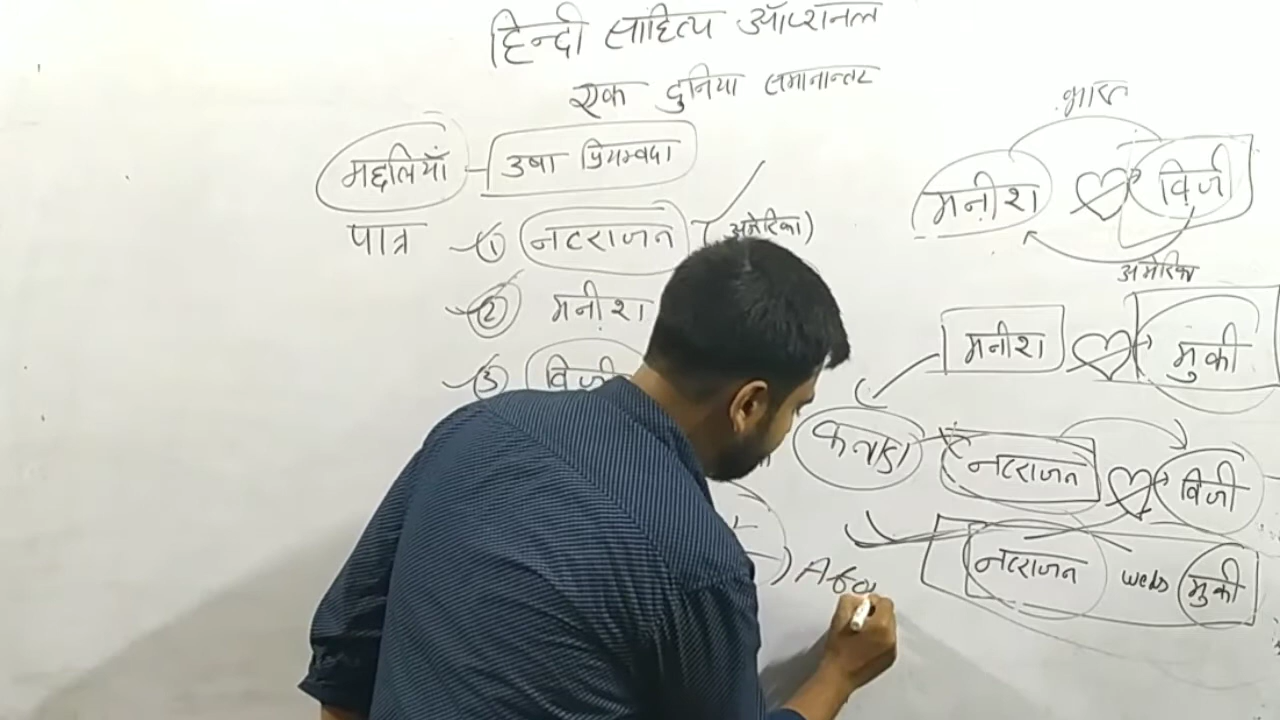 हिन्दी साहित्य ऑप्शनल
एक दुनिया समानान्तर
मछलियाँ - उषा प्रियम्वदा
पात्र - ① नटराजन (अमेरिका)
② मनीश
③ विजी
भारत
मनीश विजी
अमेरिका
मनीश मुकी
कनाडा नटराजन विजी
नटराजन weds मुकी